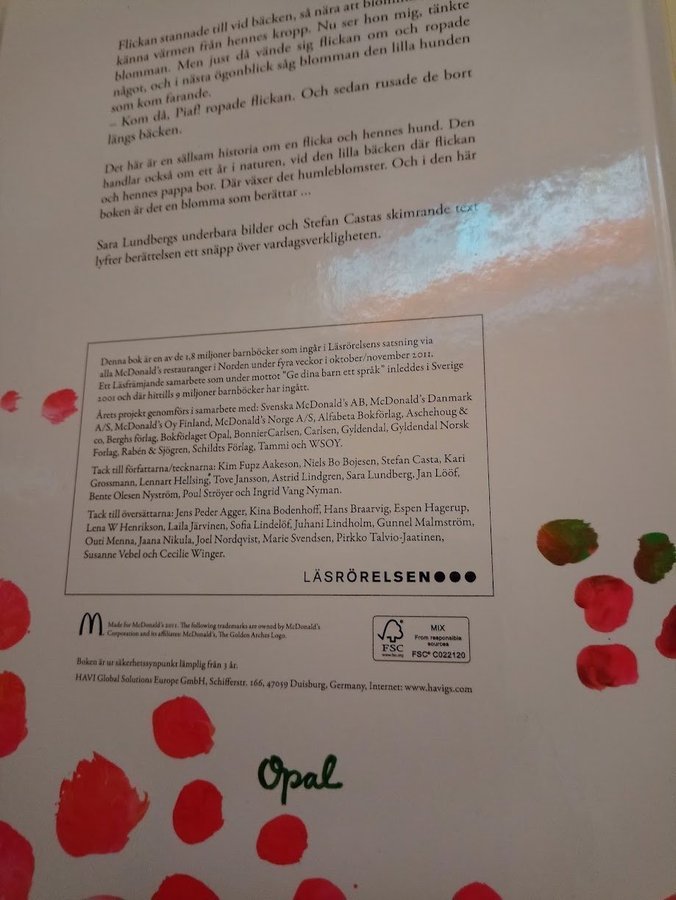 Flickan stannade till vid bäcken, så nära att
känna värmen från hennes kropp. Nu ser hon mig, tänkte
blomman. Men just då vände sig flickan om och ropade
något, och i nästa ögonblick såg blomman den lilla hunden
som kom farande.
– Kom då, Piaf! ropade flickan. Och sedan rusade de bort
längs bäcken.
Det här är en sällsam historia om en flicka och hennes hund. Den
handlar också om ett år i naturen, vid den lilla bäcken där flickan
och hennes pappa bor. Där växer det humleblomster. Och i den här
boken är det en blomma som berättar ...
Sara Lundbergs underbara bilder och Stefan Castas skimrande text
lyfter berättelsen ett snäpp över vardagsverkligheten.
Denna bok är en av de 1,8 miljoner barnböcker som ingår i Läsrörelsens satsning via
alla McDonald's restauranger i Norden under fyra veckor i oktober/november 2011.
Ett Läsfrämjande samarbete som under mottot "Ge dina barn ett språk" inleddes i Sverige
2001 och där hittills 9 miljoner barnböcker har ingått.
Årets projekt genomförs i samarbete med: Svenska McDonald's AB, McDonald's Danmark
A/S, McDonald's Oy Finland, McDonald's Norge A/S, Alfabeta Bokförlag, Aschehoug &
co, Berghs förlag, Bokförlaget Opal, BonnierCarlsen, Carlsen, Gyldendal, Gyldendal Norsk
Forlag, Rabén & Sjögren, Schildts Förlag, Tammi och WSOY.
Tack till författarna/tecknarna: Kim Fupz Aakeson, Niels Bo Bojesen, Stefan Casta, Kari
Grossmann, Lennart Hellsing, Tove Jansson, Astrid Lindgren, Sara Lundberg, Jan Lööf,
Bente Olesen Nyström, Poul Ströyer och Ingrid Vang Nyman.
Tack till översättarna: Jens Peder Agger, Kina Bodenhoff, Hans Braarvig, Espen Hagerup,
Lena W Henrikson, Laila Järvinen, Sofia Lindelöf, Juhani Lindholm, Gunnel Malmström,
Outi Menna, Jaana Nikula, Joel Nordqvist, Marie Svendsen, Pirkko Talvio-Jaatinen,
Susanne Vebel och Cecilie Winger.
LÄSRÖRELSEN
Made for McDonald's 2011. The following trademarks are owned by McDonald's
Corporation and its affiliates: McDonald's, The Golden Arches Logo.
FSC
www.fsc.org
MIX
From responsible
sources
FSC® C022120
Boken är ur säkerhetssynpunkt lämplig från 3 år.
HAVI Global Solutions Europe GmbH, Schifferstr. 166, 47059 Duisburg, Germany, Internet: www.havigs.com
Opal